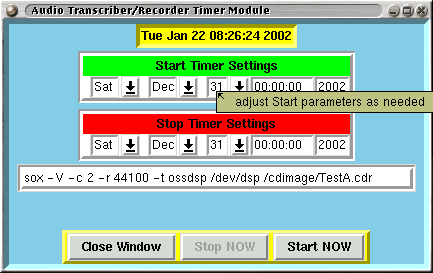 Audio Transcriber/Recorder Timer Module
Tue Jan 22 08:26:24 2002
Start Timer Settings
Sat Dec 31 00:00:00 2002
adjust Start parameters as needed
Stop Timer Settings
Sat Dec 31 00:00:00 2002
sox -V -c 2 -r 44100 -t ossdsp /dev/dsp /cdimage/TestA.cdr
Close Window Stop NOW Start NOW